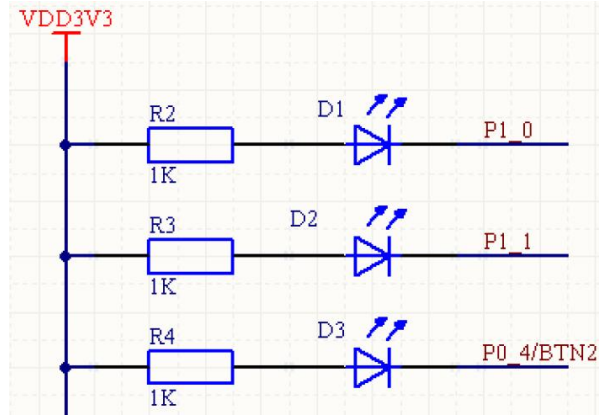 VDD3V3
R2
D1
P1_0
1K
R3
D2
P1_1
1K
R4
D3
P0_4/BTN2
1K